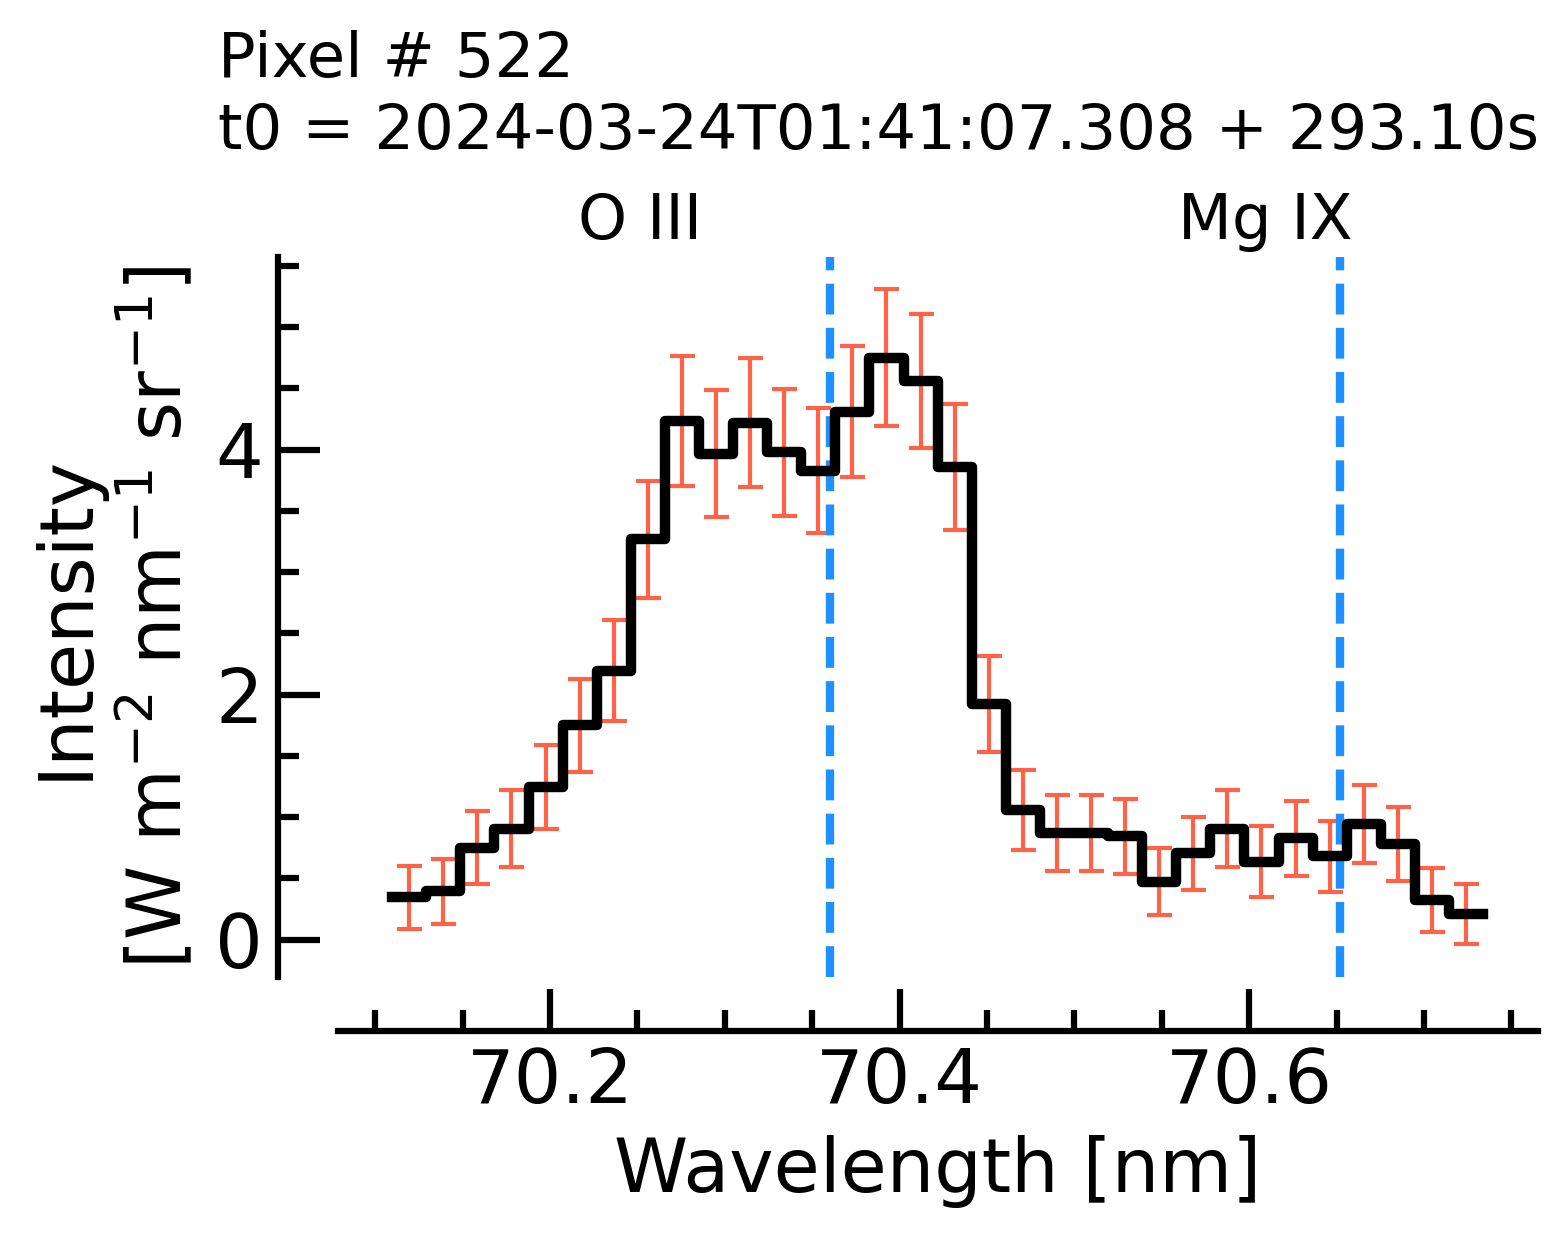 Pixel # 522
t0 = 2024-03-24T01:41:07.308 + 293.10s
O III Mg IX
Intensity
[W m⁻² nm⁻¹ sr⁻¹]
4
2
0
70.2 70.4 70.6
Wavelength [nm]